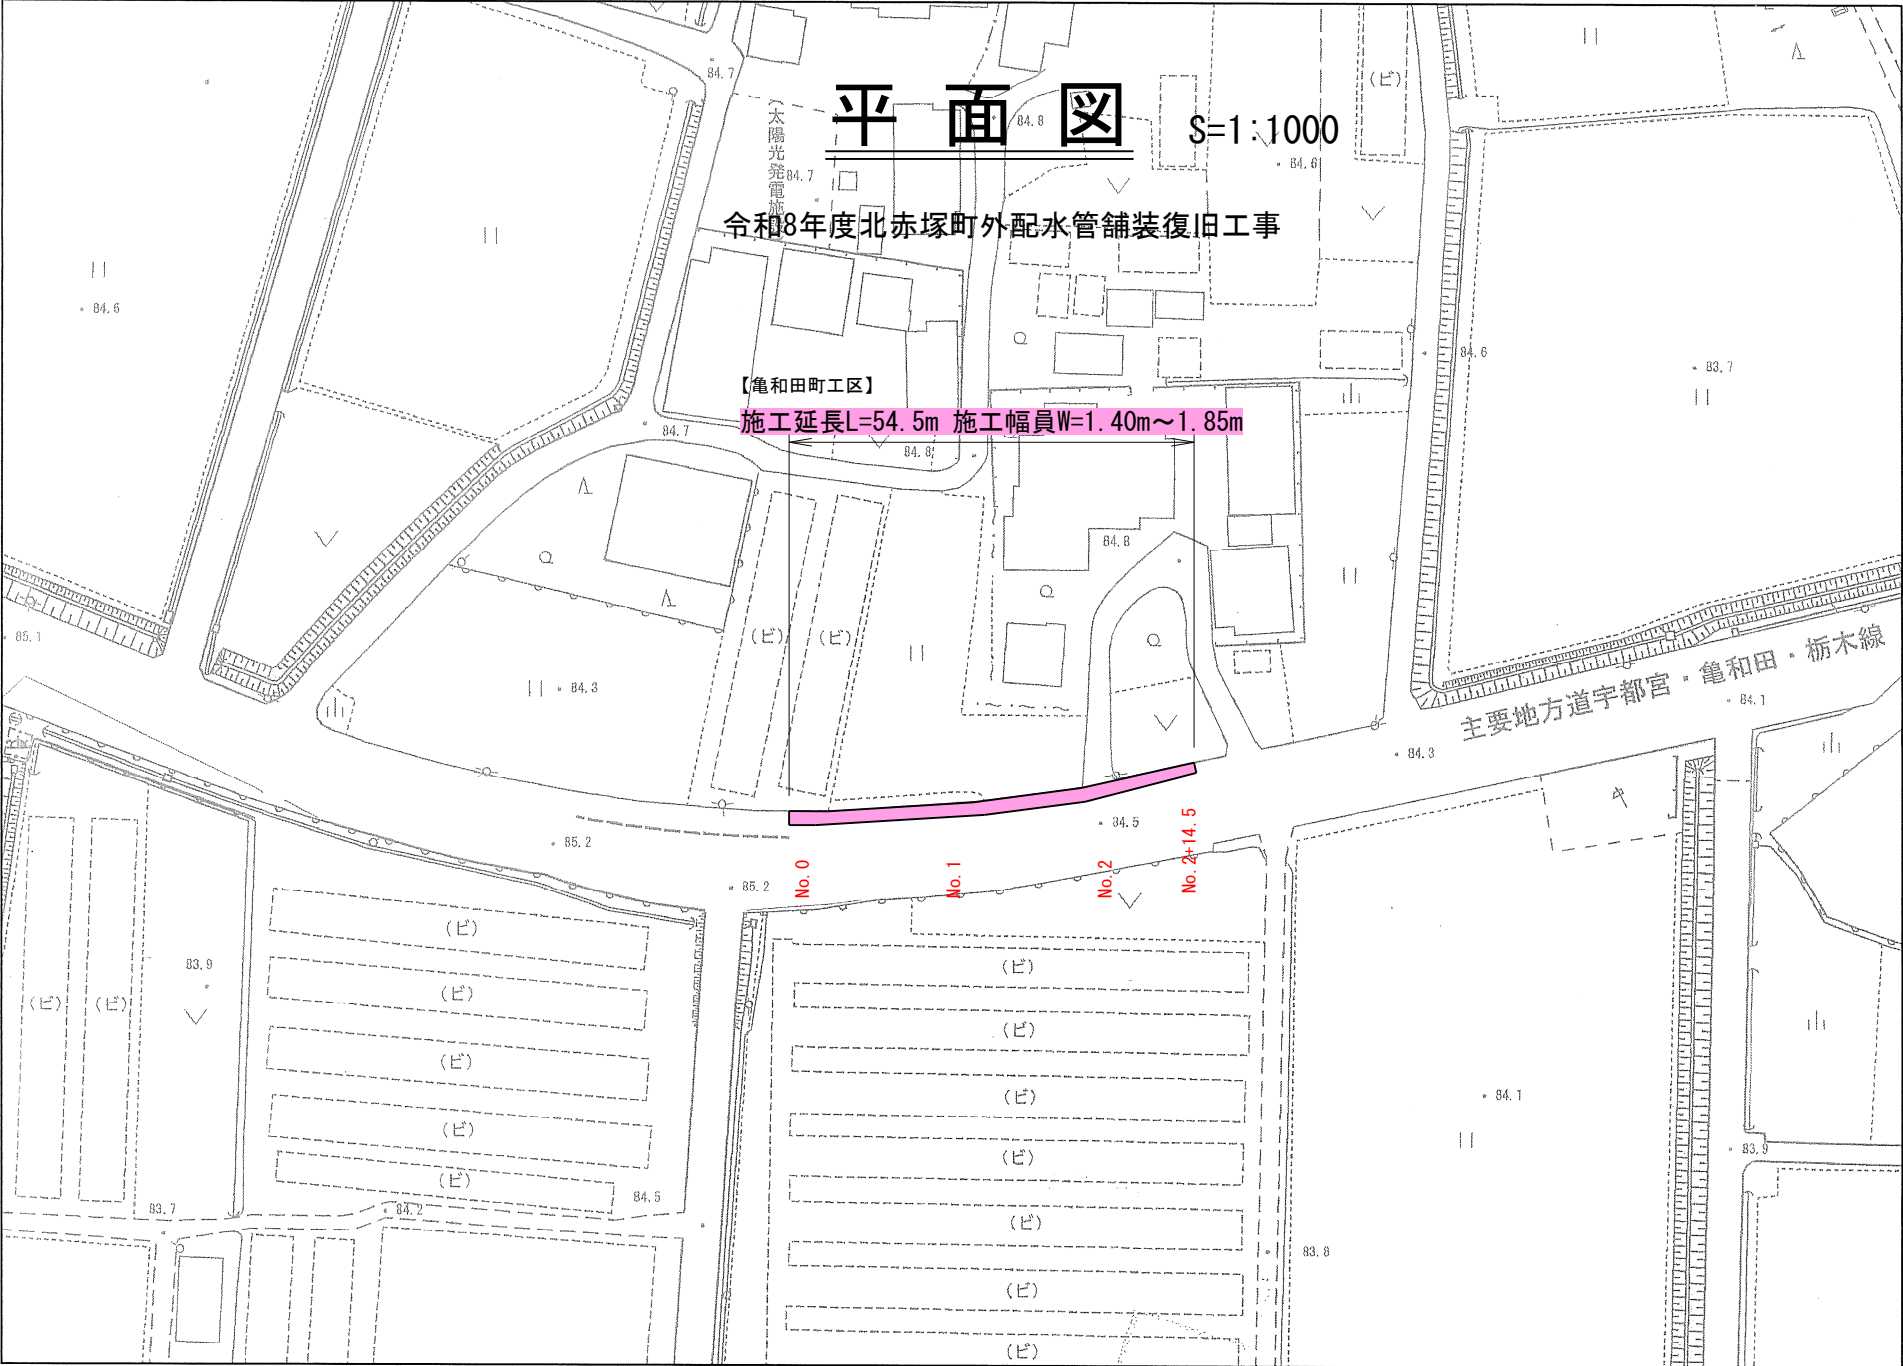 平面図 S=1:1000
令和8年度北赤塚町外配水管舗装復旧工事
【亀和田町工区】
施工延長L=54.5m 施工幅員W=1.40m～1.85m
太陽光発電施設
主要地方道宇都宮・亀和田・栃木線
No.0
No.1
No.2
No.2+14.5
84.7
84.8
84.7
84.6
(ビ)
84.6
84.6
83.7
84.7
84.8
84.8
85.1
(ビ)
(ビ)
84.3
84.1
84.3
84.5
85.2
85.2
(ビ)
(ビ)
(ビ)
(ビ)
(ビ)
(ビ)
(ビ)
83.9
84.5
83.7
84.2
(ビ)
(ビ)
(ビ)
(ビ)
(ビ)
(ビ)
(ビ)
84.1
83.9
83.8